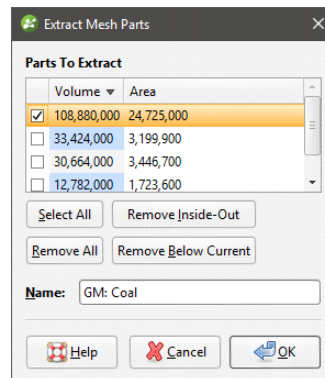 Extract Mesh Parts
Parts To Extract
Volume Area
108,880,000 24,725,000
33,424,000 3,199,900
30,664,000 3,446,700
12,782,000 1,723,600
Select All Remove Inside-Out
Remove All Remove Below Current
Name: GM: Coal
Help Cancel OK